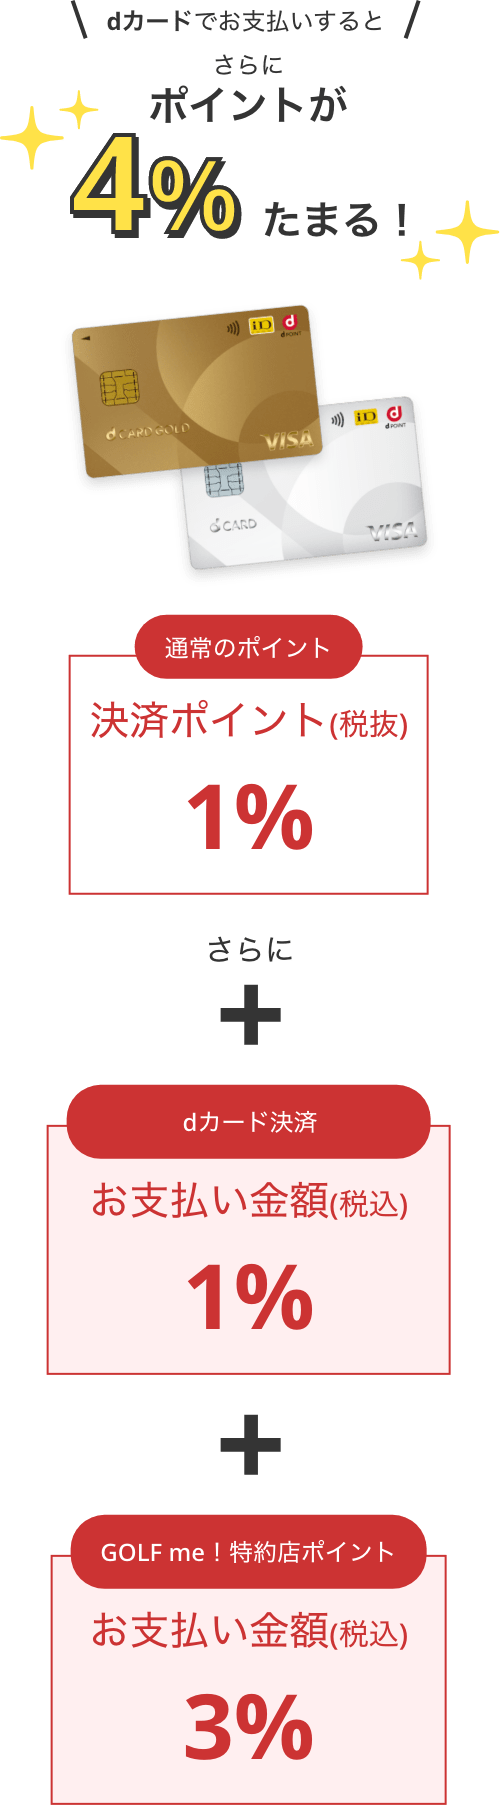 dカードでお支払いすると
さらに
ポイントが
4%たまる！
iD
d POINT
d CARD GOLD
VISA
iD
d POINT
d CARD
VISA
通常のポイント
決済ポイント(税抜)
1%
さらに
+
dカード決済
お支払い金額(税込)
1%
+
GOLF me！特約店ポイント
お支払い金額(税込)
3%